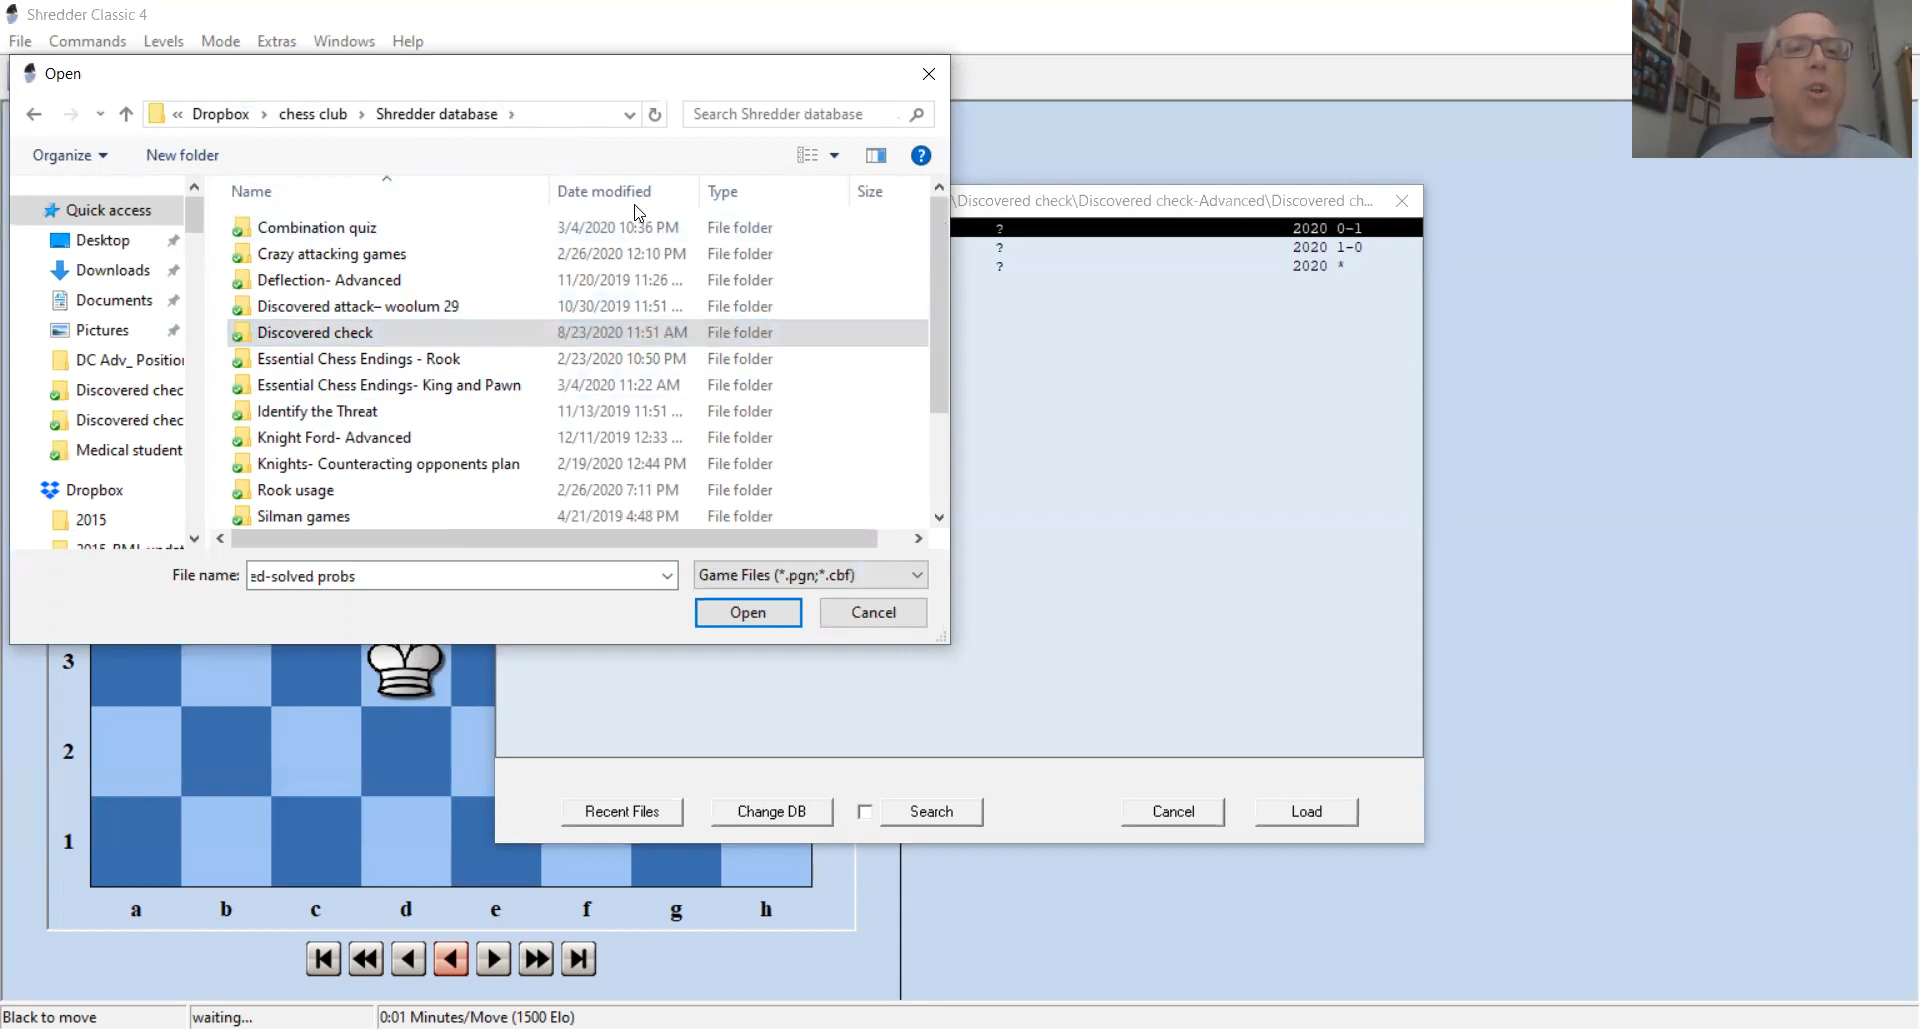 Shredder Classic 4
File Commands Levels Mode Extras Windows Help
Open
« Dropbox > chess club > Shredder database >
Search Shredder database
Organize New folder
?
Name Date modified Type Size
Quick access
Desktop
Downloads
Documents
Pictures
DC Adv_ Position
Discovered chec
Discovered chec
Medical student
Dropbox
2015
Combination quiz 3/4/2020 10:36 PM File folder
Crazy attacking games 2/26/2020 12:10 PM File folder
Deflection- Advanced 11/20/2019 11:26 ... File folder
Discovered attack– woolum 29 10/30/2019 11:51 ... File folder
Discovered check 8/23/2020 11:51 AM File folder
Essential Chess Endings - Rook 2/23/2020 10:50 PM File folder
Essential Chess Endings- King and Pawn 3/4/2020 11:22 AM File folder
Identify the Threat 11/13/2019 11:51 ... File folder
Knight Ford- Advanced 12/11/2019 12:33 ... File folder
Knights- Counteracting opponents plan 2/19/2020 12:44 PM File folder
Rook usage 2/26/2020 7:11 PM File folder
Silman games 4/21/2019 4:48 PM File folder
File name: ed-solved probs Game Files (*.pgn;*.cbf)
Open Cancel
\Discovered check\Discovered check-Advanced\Discovered ch...
? 2020 0-1
? 2020 1-0
? 2020 *
Recent Files Change DB Search Cancel Load
3
2
1
a b c d e f g h
Black to move waiting... 0:01 Minutes/Move (1500 Elo)